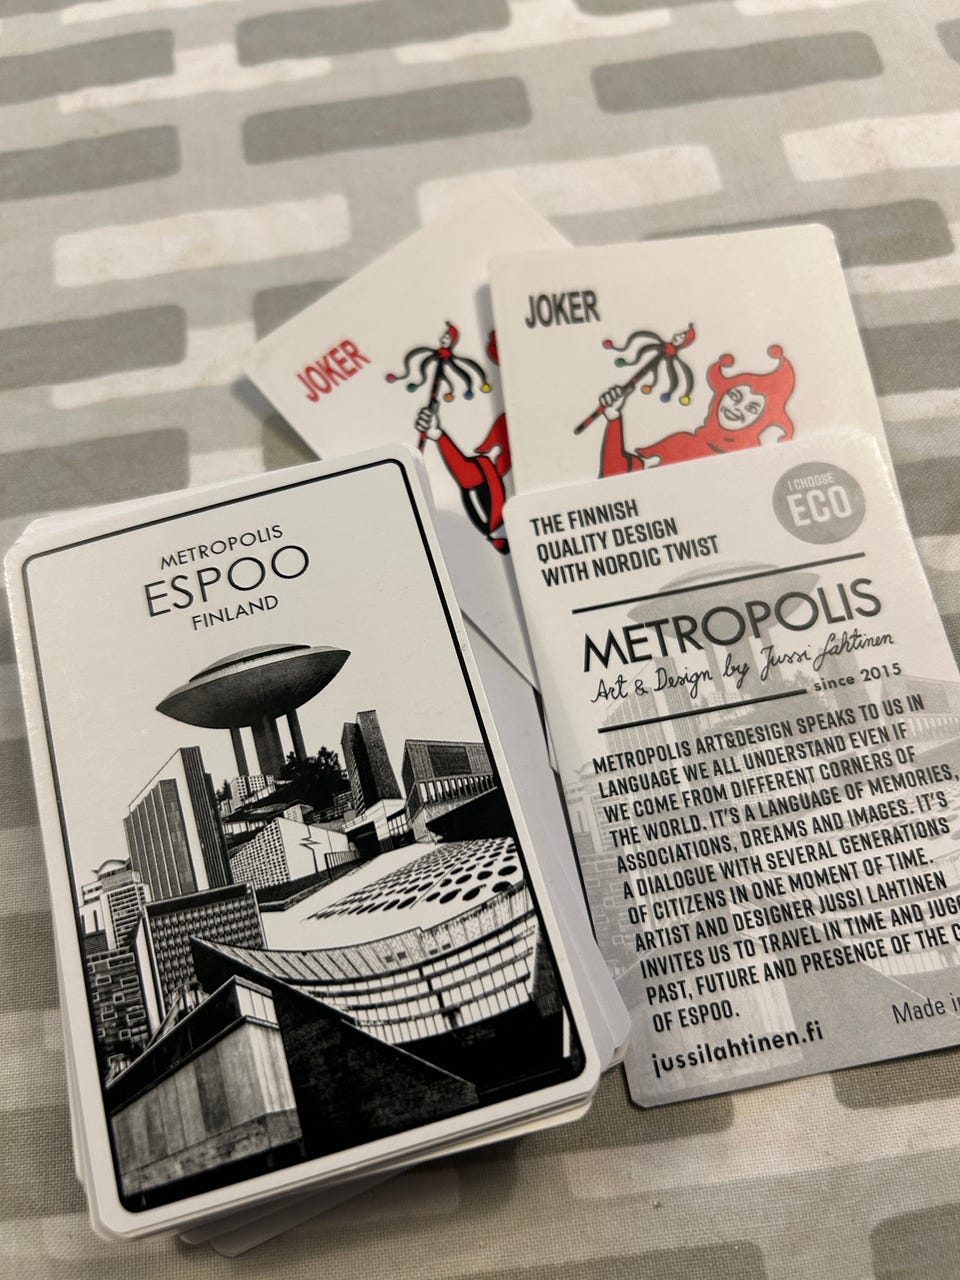 JOKER
JOKER
METROPOLIS
ESPOO
FINLAND
I CHOOSE
ECO
THE FINNISH
QUALITY DESIGN
WITH NORDIC TWIST
METROPOLIS
Art & Design by Jussi Lahtinen
since 2015
METROPOLIS ART&DESIGN SPEAKS TO US IN
LANGUAGE WE ALL UNDERSTAND EVEN IF
WE COME FROM DIFFERENT CORNERS OF
THE WORLD. IT'S A LANGUAGE OF MEMORIES,
ASSOCIATIONS, DREAMS AND IMAGES. IT'S
A DIALOGUE WITH SEVERAL GENERATIONS
OF CITIZENS IN ONE MOMENT OF TIME.
ARTIST AND DESIGNER JUSSI LAHTINEN
INVITES US TO TRAVEL IN TIME AND
PAST, FUTURE AND PRESENCE OF THE
OF ESPOO.
jussilahtinen.fi
Made